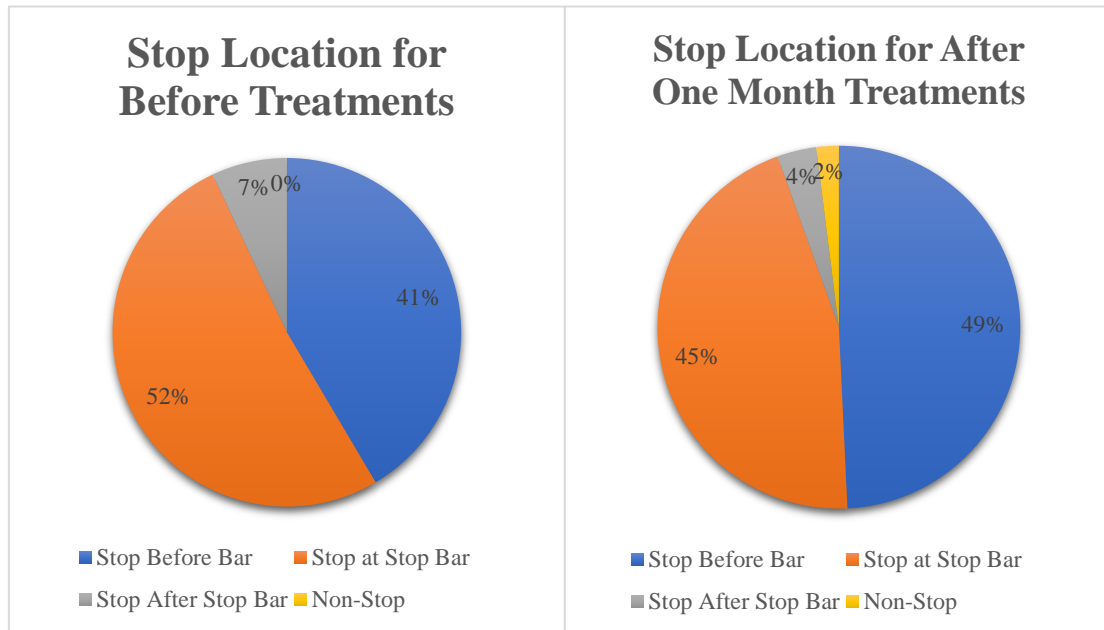 Stop Location for
Before Treatments
7%
0%
41%
52%
Stop Before Bar
Stop at Stop Bar
Stop After Stop Bar
Non-Stop
Stop Location for After
One Month Treatments
4%
2%
49%
45%
Stop Before Bar
Stop at Stop Bar
Stop After Stop Bar
Non-Stop